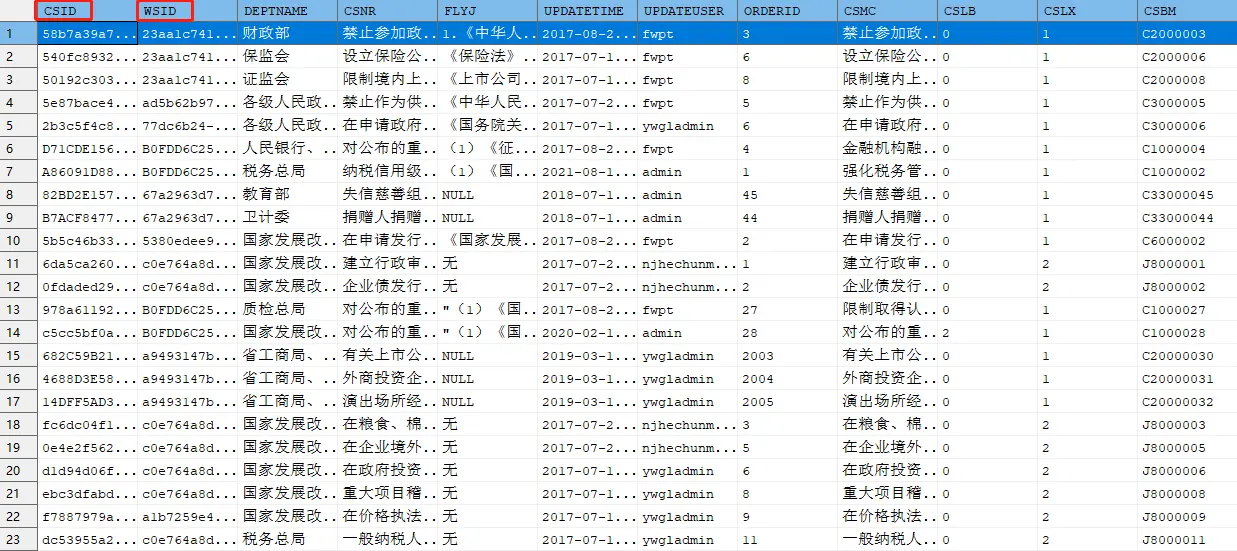 CSID WSID DEPTNAME CSNR FLYJ UPDATETIME UPDATEUSER ORDERID CSMC CSLB CSLX CSBM
1 58b7a39a7... 23aa1c741... 财政部 禁止参加政... 1.《中华人... 2017-08-2... fwpt 3 禁止参加政... 0 1 C2000003
2 540fc8932... 23aa1c741... 保监会 设立保险公... 《保险法》... 2017-07-1... fwpt 6 设立保险公... 0 1 C2000006
3 50192c303... 23aa1c741... 证监会 限制境内上... 《上市公司... 2017-07-1... fwpt 8 限制境内上... 0 1 C2000008
4 5e87bace4... ad5b62b97... 各级人民政... 禁止作为供... 《中华人民... 2017-07-2... fwpt 5 禁止作为供... 0 1 C3000005
5 2b3c5f4c8... 77dc6b24-... 各级人民政... 在申请政府... 《国务院关... 2017-07-1... ywgladmin 6 在申请政府... 0 1 C3000006
6 D71CDE156... B0FDD6C25... 人民银行、... 对公布的重... （1）《征... 2017-08-2... fwpt 4 金融机构融... 0 1 C1000004
7 A86091D88... B0FDD6C25... 税务总局 纳税信用级... （1）《国... 2021-08-1... admin 1 强化税务管... 0 1 C1000002
8 82BD2E157... 67a2963d7... 教育部 失信慈善组... NULL 2018-07-1... admin 45 失信慈善组... 0 1 C33000045
9 B7ACF8477... 67a2963d7... 卫计委 捐赠人捐赠... NULL 2018-07-1... admin 44 捐赠人捐赠... 0 1 C33000044
10 5b5c46b33... 5380edee9... 国家发展改... 在申请发行... 《国家发展... 2017-08-2... fwpt 2 在申请发行... 0 1 C6000002
11 6da5ca260... c0e764a8d... 国家发展改... 建立行政审... 无 2017-07-2... njhechunm... 1 建立行政审... 0 2 J8000001
12 0fdaded29... c0e764a8d... 国家发展改... 企业债发行... 无 2017-07-2... njhechunm... 2 企业债发行... 0 2 J8000002
13 978a61192... B0FDD6C25... 质检总局 对公布的重... "（1）《国... 2017-08-2... fwpt 27 限制取得认... 0 1 C1000027
14 c5cc5bf0a... B0FDD6C25... 国家发展改... 对公布的重... "（1）《国... 2020-02-1... admin 28 对公布的重... 2 1 C1000028
15 682C59B21... a9493147b... 省工商局、... 有关上市公... NULL 2019-03-1... ywgladmin 2003 有关上市公... 0 1 C20000030
16 4688D3E58... a9493147b... 省工商局、... 外商投资企... NULL 2019-03-1... ywgladmin 2004 外商投资企... 0 1 C20000031
17 14DFF5AD3... a9493147b... 省工商局、... 演出场所经... NULL 2019-03-1... ywgladmin 2005 演出场所经... 0 1 C20000032
18 fc6dc04f1... c0e764a8d... 国家发展改... 在粮食、棉... 无 2017-07-2... njhechunm... 3 在粮食、棉... 0 2 J8000003
19 0e4e2f562... c0e764a8d... 国家发展改... 在企业境外... 无 2017-07-2... njhechunm... 5 在企业境外... 0 2 J8000005
20 d1d94d06f... c0e764a8d... 国家发展改... 在政府投资... 无 2017-07-1... ywgladmin 6 在政府投资... 0 2 J8000006
21 ebc3dfabd... c0e764a8d... 国家发展改... 重大项目稽... 无 2017-07-1... ywgladmin 8 重大项目稽... 0 2 J8000008
22 f7887979a... a1b7259e4... 国家发展改... 在价格执法... 无 2017-07-1... ywgladmin 9 在价格执法... 0 2 J8000009
23 dc53955a2... c0e764a8d... 税务总局 一般纳税人... 无 2017-07-1... ywgladmin 11 一般纳税人... 0 2 J8000011